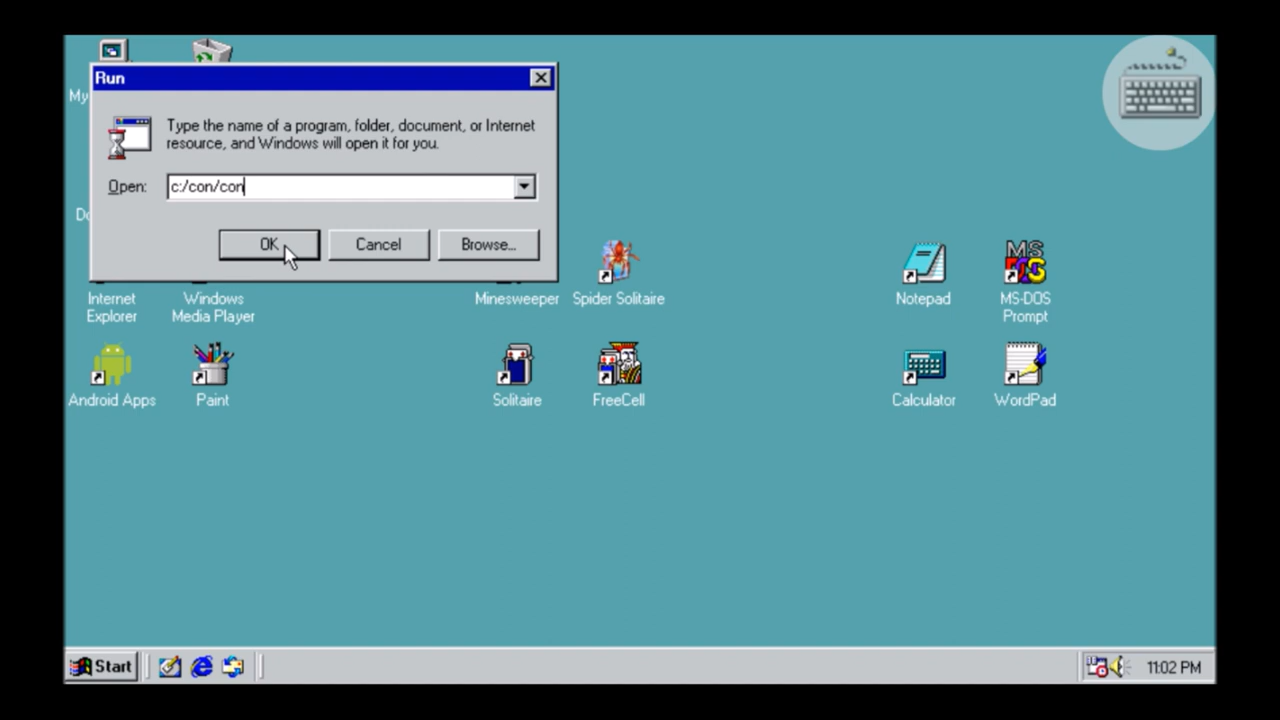 Run
Type the name of a program, folder, document, or Internet
resource, and Windows will open it for you.
Open: c:/con/con
OK Cancel Browse...
My
Do
Internet
Explorer
Windows
Media Player
Minesweeper
Spider Solitaire
Notepad
MS-DOS
Prompt
Android Apps
Paint
Solitaire
FreeCell
Calculator
WordPad
Start
11:02 PM